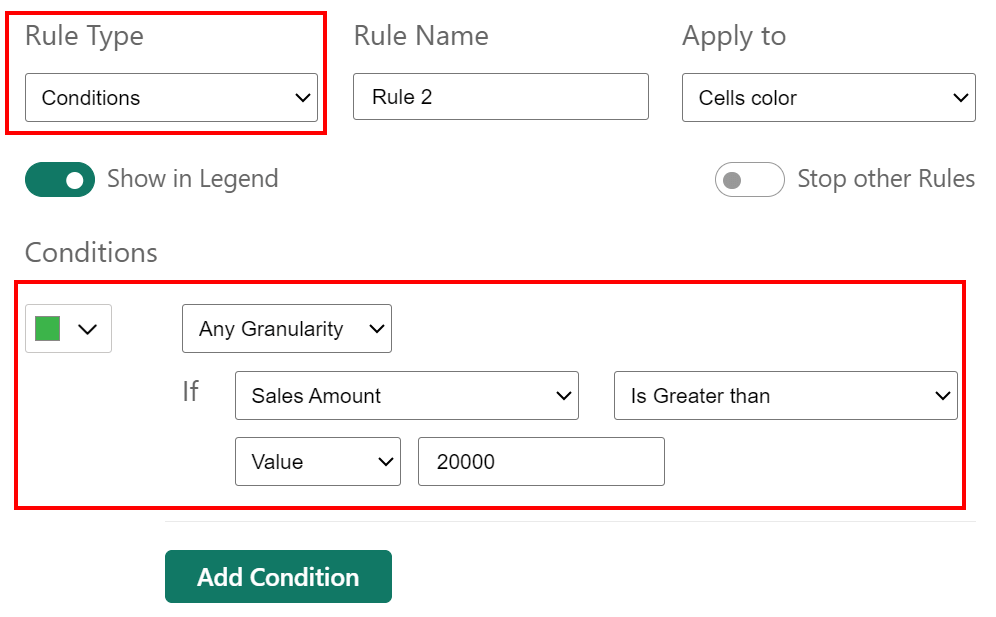 Rule Type Rule Name Apply to
Conditions Rule 2 Cells color
Show in Legend Stop other Rules
Conditions
Any Granularity
If Sales Amount Is Greater than
Value 20000
Add Condition